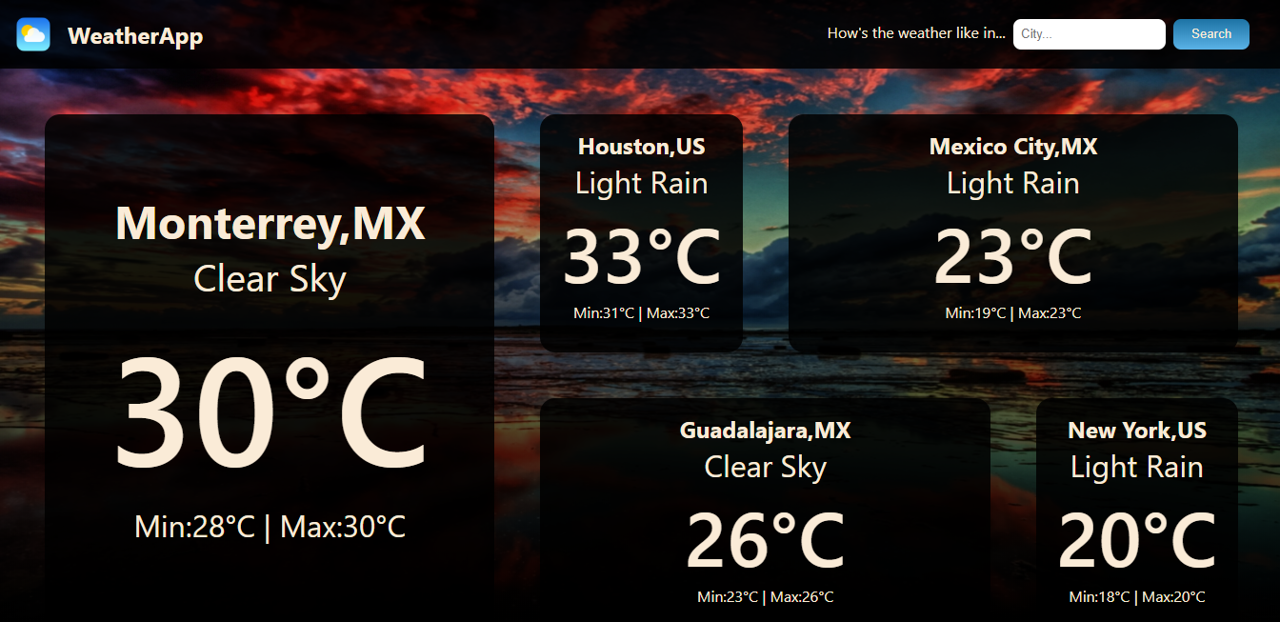 WeatherApp
How's the weather like in...
City...
Search
Monterrey,MX
Clear Sky
30°C
Min:28°C | Max:30°C
Houston,US
Light Rain
33°C
Min:31°C | Max:33°C
Mexico City,MX
Light Rain
23°C
Min:19°C | Max:23°C
Guadalajara,MX
Clear Sky
26°C
Min:23°C | Max:26°C
New York,US
Light Rain
20°C
Min:18°C | Max:20°C